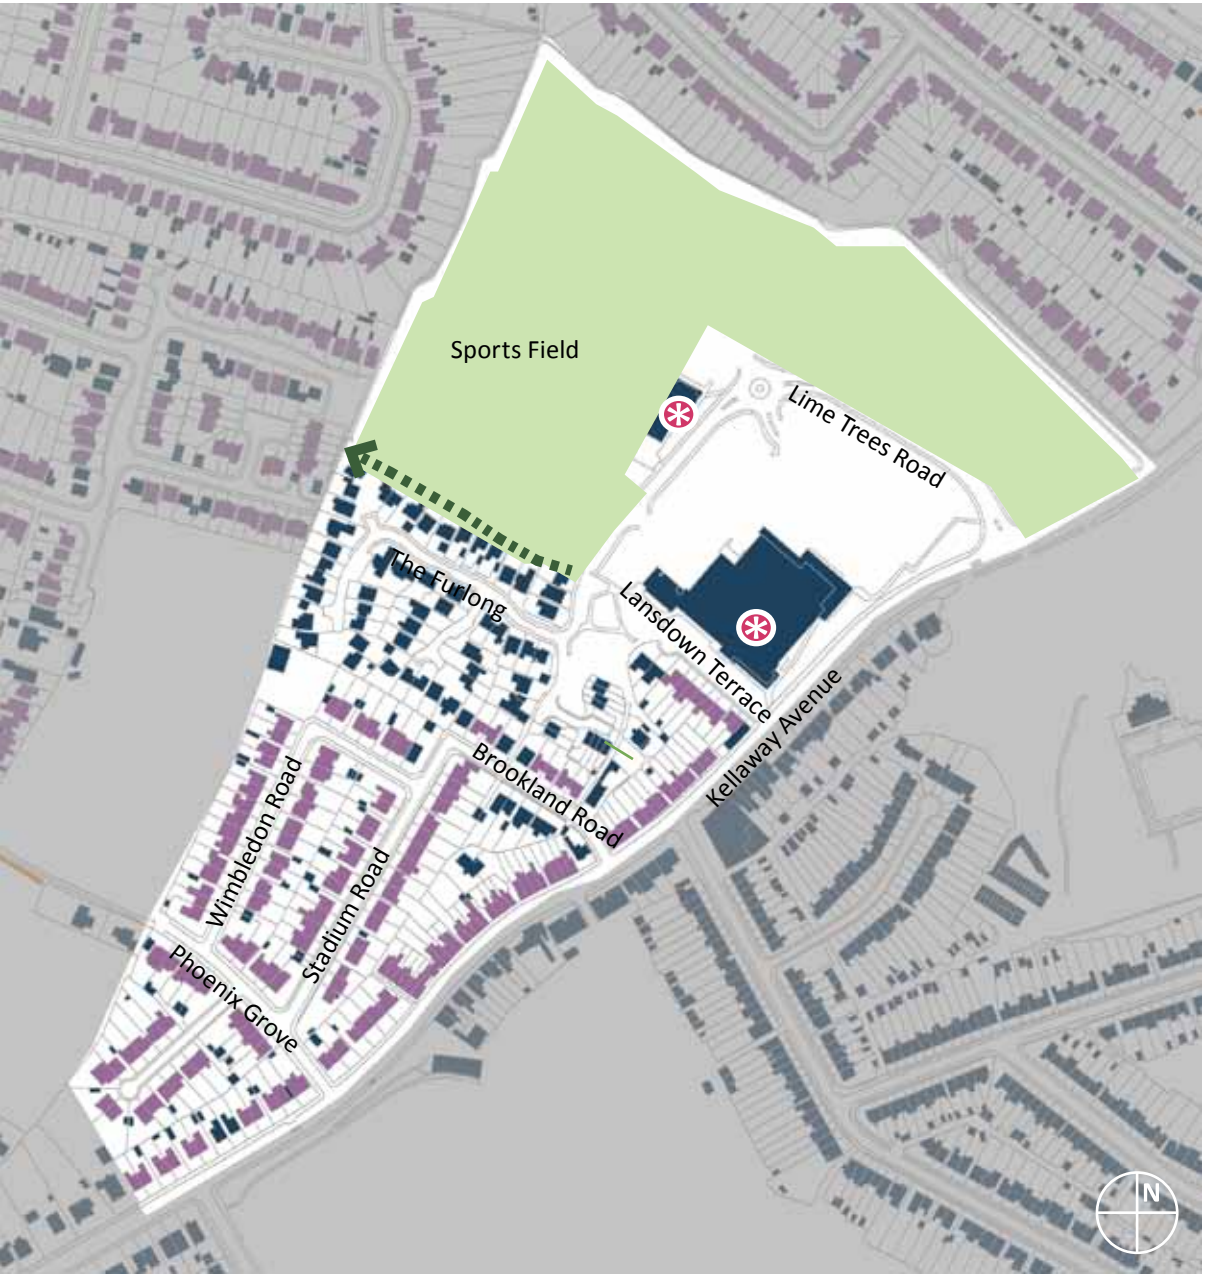 Sports Field
Lime Trees Road
The Furlong
Lansdown Terrace
Kellaway Avenue
Brookland Road
Wimbledon Road
Stadium Road
Phoenix Grove
N